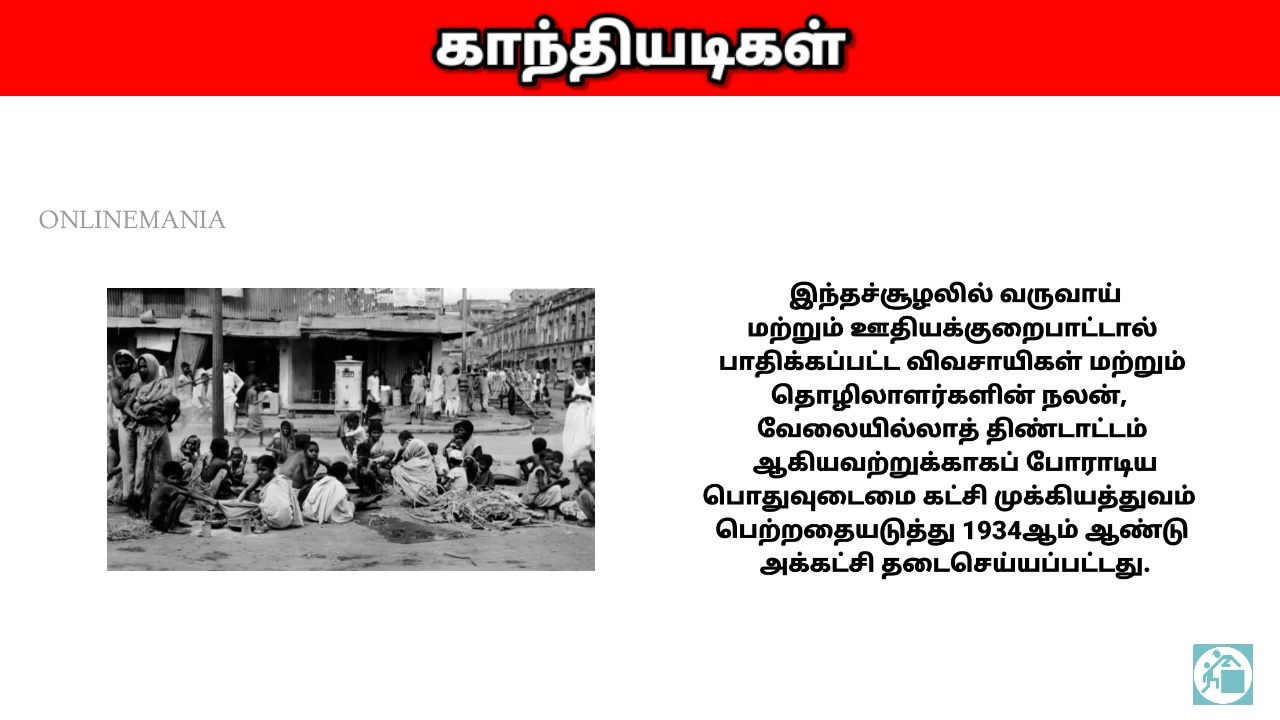 காந்தியடிகள்
ONLINEMANIA
இந்தச்சூழலில் வருவாய்
மற்றும் ஊதியக்குறைபாட்டால்
பாதிக்கப்பட்ட விவசாயிகள் மற்றும்
தொழிலாளர்களின் நலன்,
வேலையில்லாத் திண்டாட்டம்
ஆகியவற்றுக்காகப் போராடிய
பொதுவுடைமை கட்சி முக்கியத்துவம்
பெற்றதையடுத்து 1934ஆம் ஆண்டு
அக்கட்சி தடைசெய்யப்பட்டது.